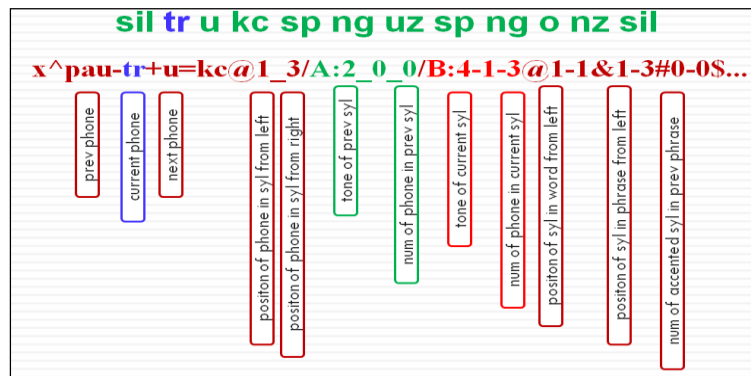 sil tr u kc sp ng uz sp ng o nz sil
x^pau-tr+u=kc@1_3/A:2_0_0/B:4-1-3@1-1&1-3#0-0$...
prev phone
current phone
next phone
positon of phone in syl from left
positon of phone in syl from right
tone of prev syl
num of phone in prev syl
tone of current syl
num of phone in current syl
positon of syl in word from left
positon of syl in phrase from left
num of accented syl in prev phrase